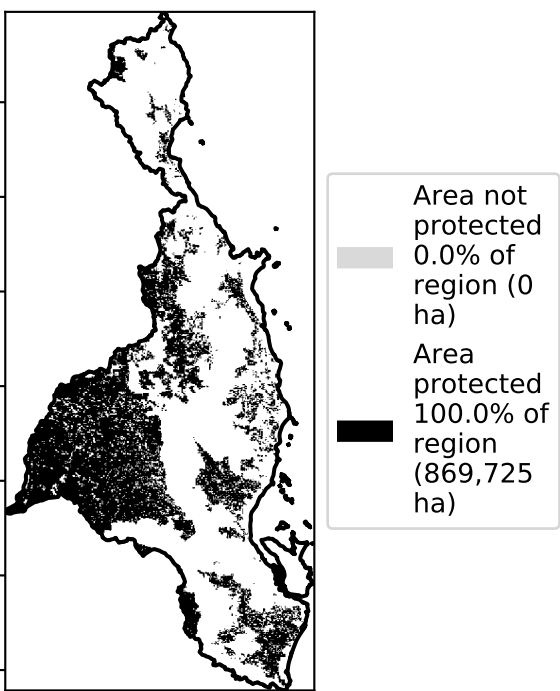 Area not
protected
0.0% of
region (0
ha)
Area
protected
100.0% of
region
(869,725
ha)